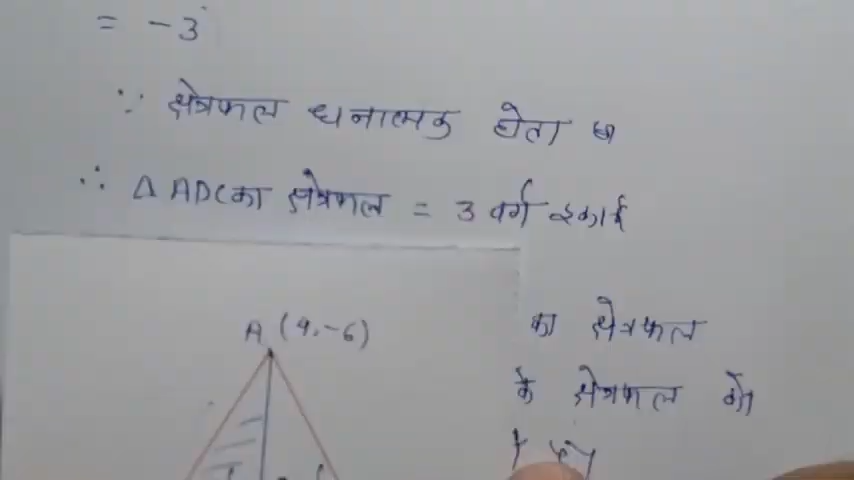 = -3
∵ क्षेत्रफल धनात्मक होता है
∴ Δ ADC का क्षेत्रफल = 3 वर्ग इकाई
A (4,-6)
का क्षेत्रफल
के क्षेत्रफल को